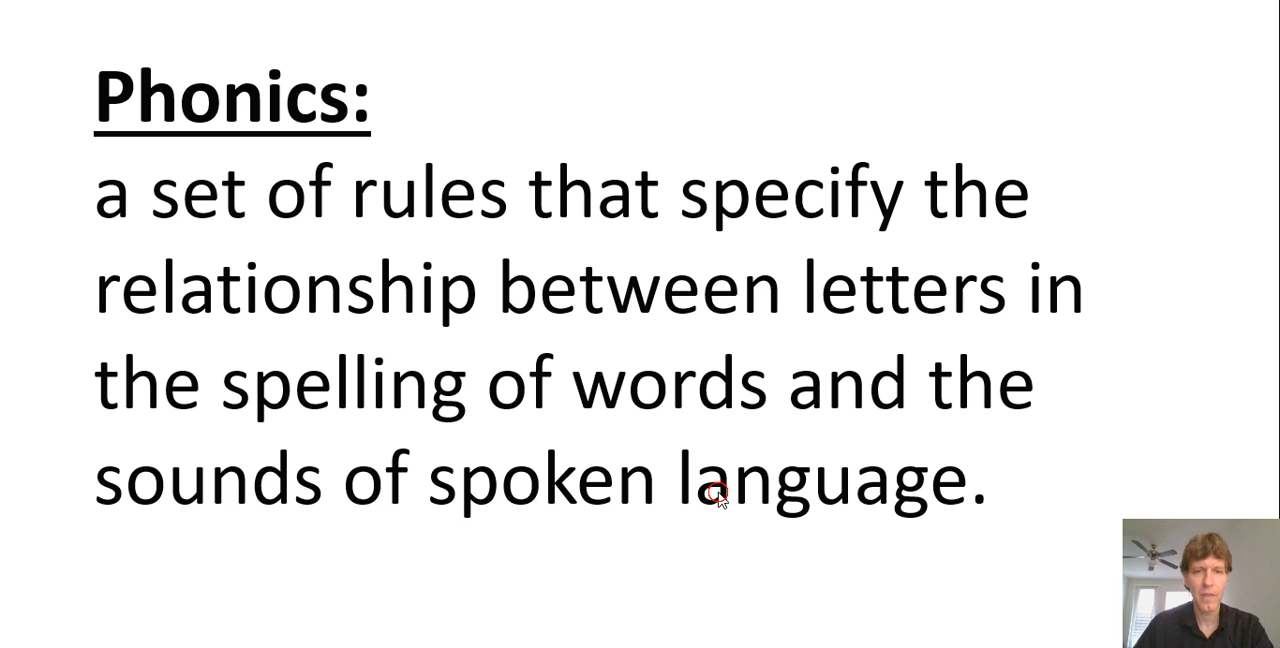 Phonics:
a set of rules that specify the
relationship between letters in
the spelling of words and the
sounds of spoken language.